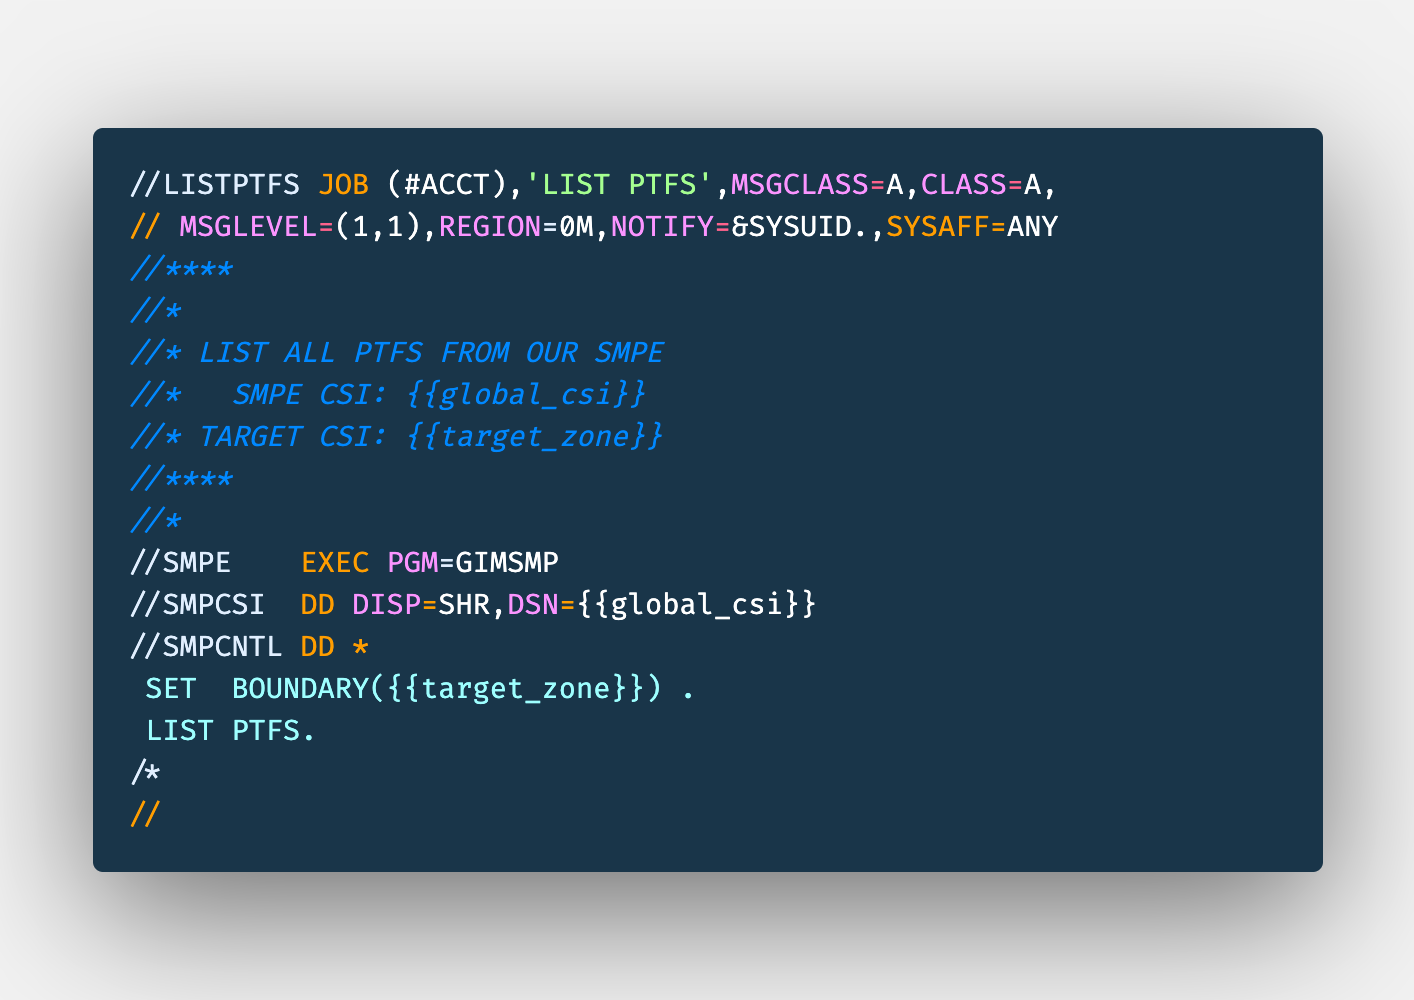 //LISTPTFS JOB (#ACCT),'LIST PTFS',MSGCLASS=A,CLASS=A,
// MSGLEVEL=(1,1),REGION=0M,NOTIFY=&SYSUID.,SYSAFF=ANY
//****
//*
//* LIST ALL PTFS FROM OUR SMPE
//*   SMPE CSI: {{global_csi}}
//* TARGET CSI: {{target_zone}}
//****
//*
//SMPE    EXEC PGM=GIMSMP
//SMPCSI  DD DISP=SHR,DSN={{global_csi}}
//SMPCNTL DD *
 SET  BOUNDARY({{target_zone}}) .
 LIST PTFS.
/*
//